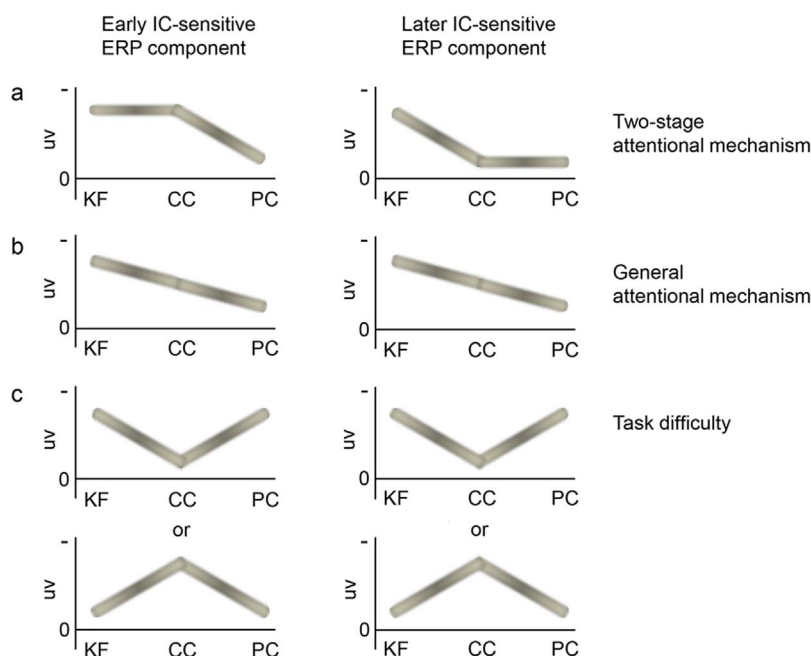 Early IC-sensitive
ERP component
Later IC-sensitive
ERP component
a
-
uv
0
KF CC PC
-
uv
0
KF CC PC
Two-stage
attentional mechanism
b
-
uv
0
KF CC PC
-
uv
0
KF CC PC
General
attentional mechanism
c
-
uv
0
KF CC PC
-
uv
0
KF CC PC
Task difficulty
or
or
-
uv
0
KF CC PC
-
uv
0
KF CC PC